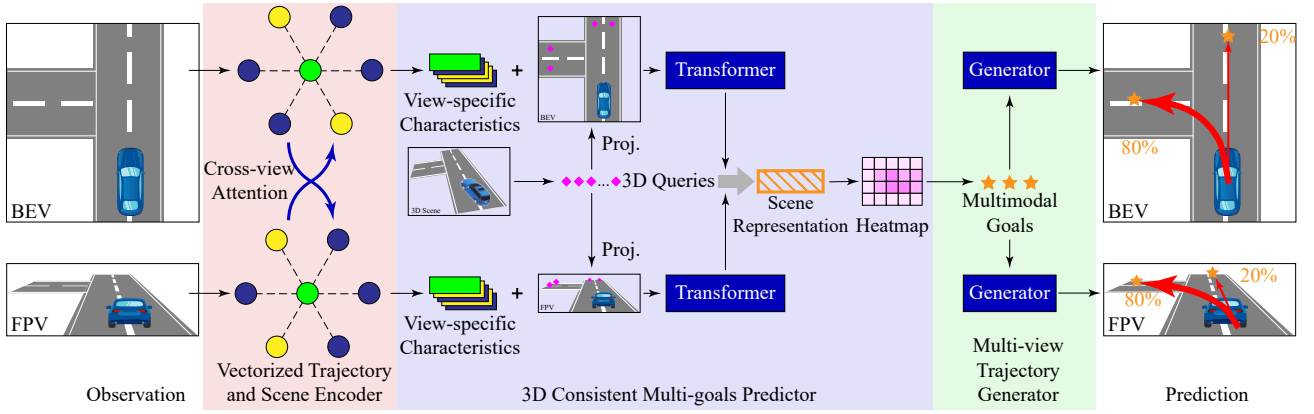 BEV
FPV
Observation
Cross-view
Attention
Vectorized Trajectory
and Scene Encoder
View-specific
Characteristics
+
BEV
Transformer
Proj.
3D Scene
... 3D Queries
Scene
Representation
Heatmap
Proj.
View-specific
Characteristics
+
FPV
Transformer
3D Consistent Multi-goals Predictor
Generator
Multimodal
Goals
Generator
Multi-view
Trajectory
Generator
20%
80%
BEV
20%
80%
FPV
Prediction